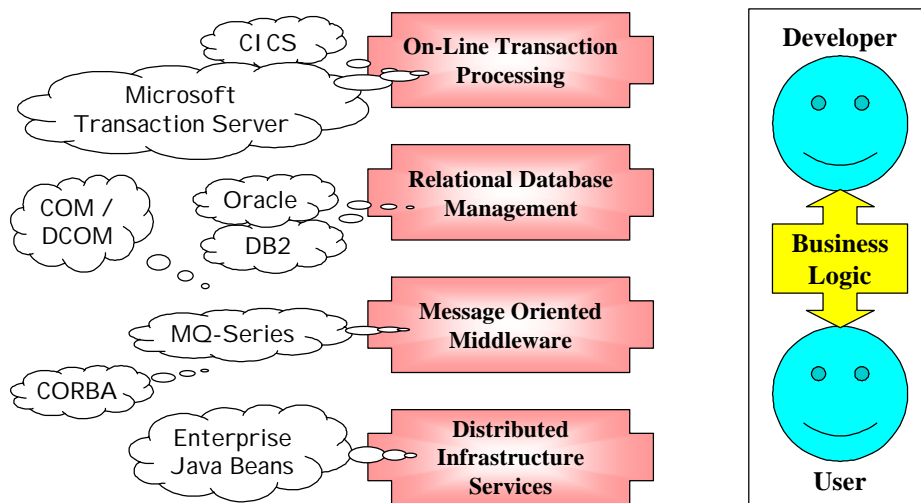 CICS
Microsoft
Transaction Server
On-Line Transaction
Processing
COM /
DCOM
Oracle
DB2
Relational Database
Management
MQ-Series
Message Oriented
Middleware
CORBA
Enterprise
Java Beans
Distributed
Infrastructure
Services
Developer
Business
Logic
User